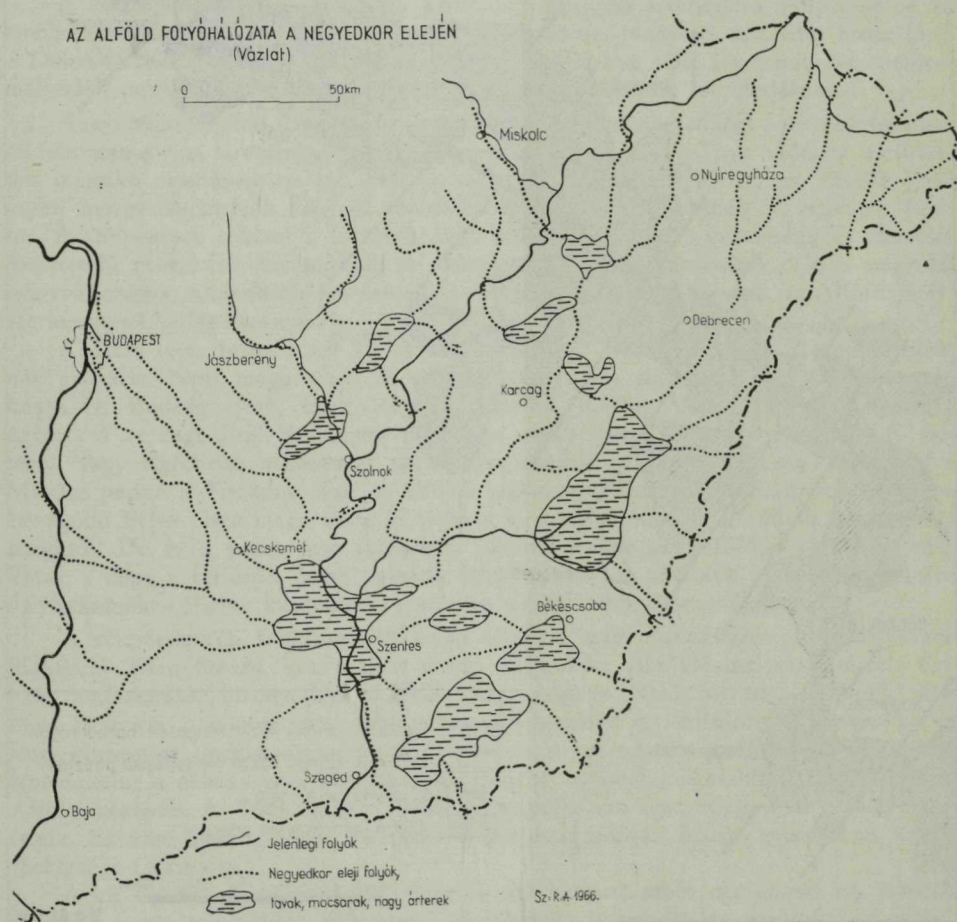 AZ ALFÖLD FOLYÓHÁLÓZATA A NEGYEDKOR ELEJÉN
(Vázlat)
0 50km
Miskolc
Nyiregyháza
Debrecen
BUDAPEST
Jászberény
Karcag
Szolnok
Kecskemét
Békéscsaba
Szentes
Szeged
Baja
Jelenlegi folyók
Negyedkor eleji folyók,
tavak, mocsarak, nagy árterek
Sz: R.A. 1966.